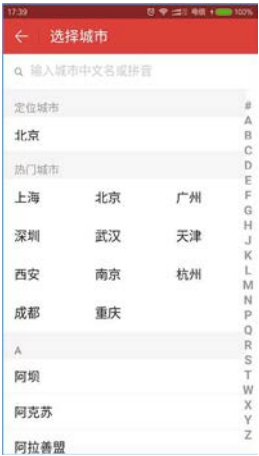 17:39 100%
选择城市
输入城市中文名或拼音
定位城市
北京
热门城市
上海 北京 广州
深圳 武汉 天津
西安 南京 杭州
成都 重庆
A
阿坝
阿克苏
阿拉善盟
#
A
B
C
D
E
F
G
H
J
K
L
M
N
P
Q
R
S
T
W
X
Y
Z